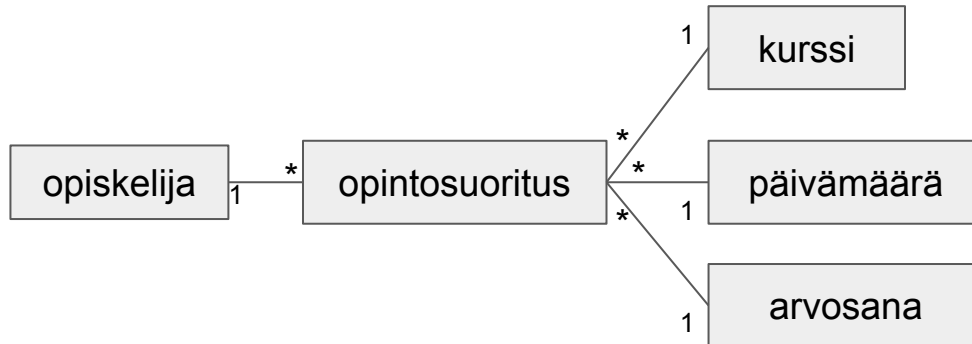 kurssi
1
*
opiskelija
1
*
opintosuoritus
*
1
päivämäärä
*
1
arvosana